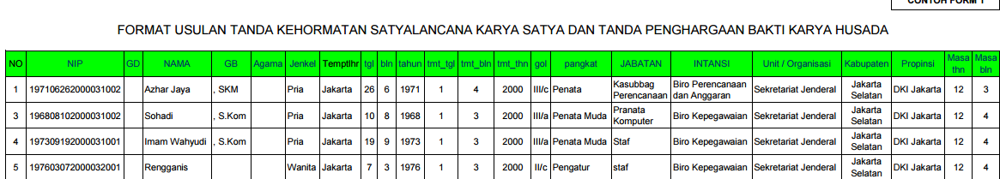 CONTOH FORM 1
FORMAT USULAN TANDA KEHORMATAN SATYALANCANA KARYA SATYA DAN TANDA PENGHARGAAN BAKTI KARYA HUSADA
NO NIP GD NAMA GB Agama Jenkel Temptlhr tgl bln tahun tmt_tgl tmt_bln tmt_thn gol pangkat JABATAN INTANSI Unit / Organisasi Kabupaten Propinsi Masa thn Masa bln
1 197106262000031002 Azhar Jaya , SKM Pria Jakarta 26 6 1971 1 4 2000 III/c Penata Kasubbag Perencanaan Biro Perencanaan dan Anggaran Sekretariat Jenderal Jakarta Selatan DKI Jakarta 12 3
3 196808102000031002 Sohadi , S.Kom Pria Jakarta 10 8 1968 1 3 2000 III/a Penata Muda Pranata Komputer Biro Kepegawaian Sekretariat Jenderal Jakarta Selatan DKI Jakarta 12 4
4 197309192000031001 Imam Wahyudi , S.Kom Pria Jakarta 19 9 1973 1 3 2000 III/a Penata Muda Staf Biro Kepegawaian Sekretariat Jenderal Jakarta Selatan DKI Jakarta 12 4
5 197603072000032001 Rengganis Wanita Jakarta 7 3 1976 1 3 2000 II/c Pengatur staf Biro Kepegawaian Sekretariat Jenderal Jakarta Selatan DKI Jakarta 12 4